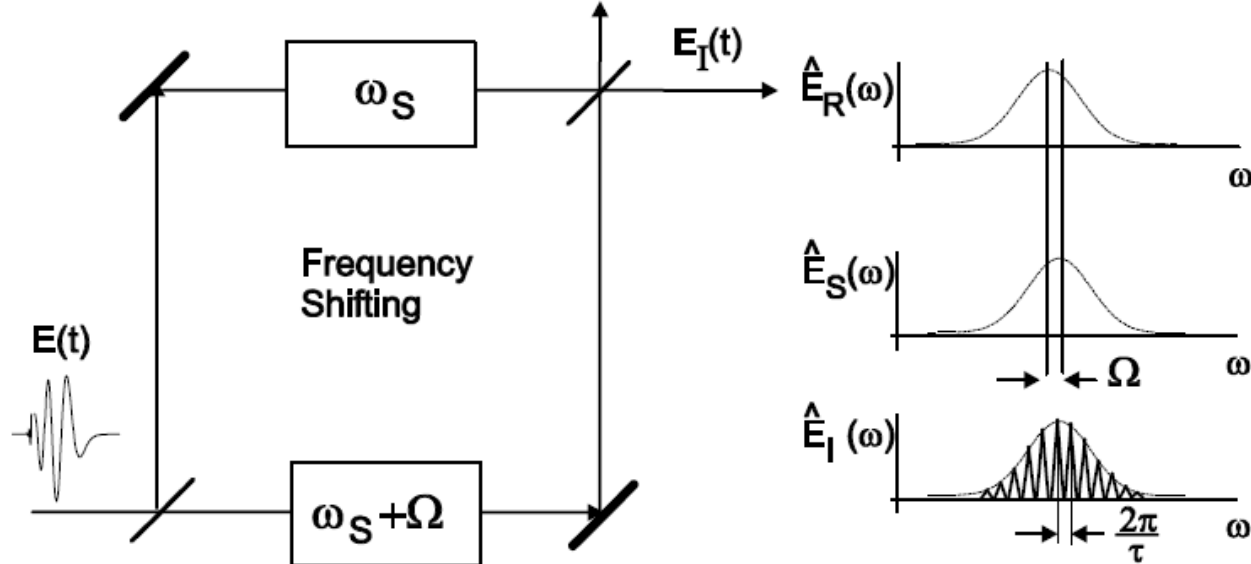 E_I(t)
ω_S
Frequency
Shifting
E(t)
ω_S+Ω
Ê_R(ω)
ω
Ê_S(ω)
ω
Ω
Ê_I (ω)
ω
2π
τ